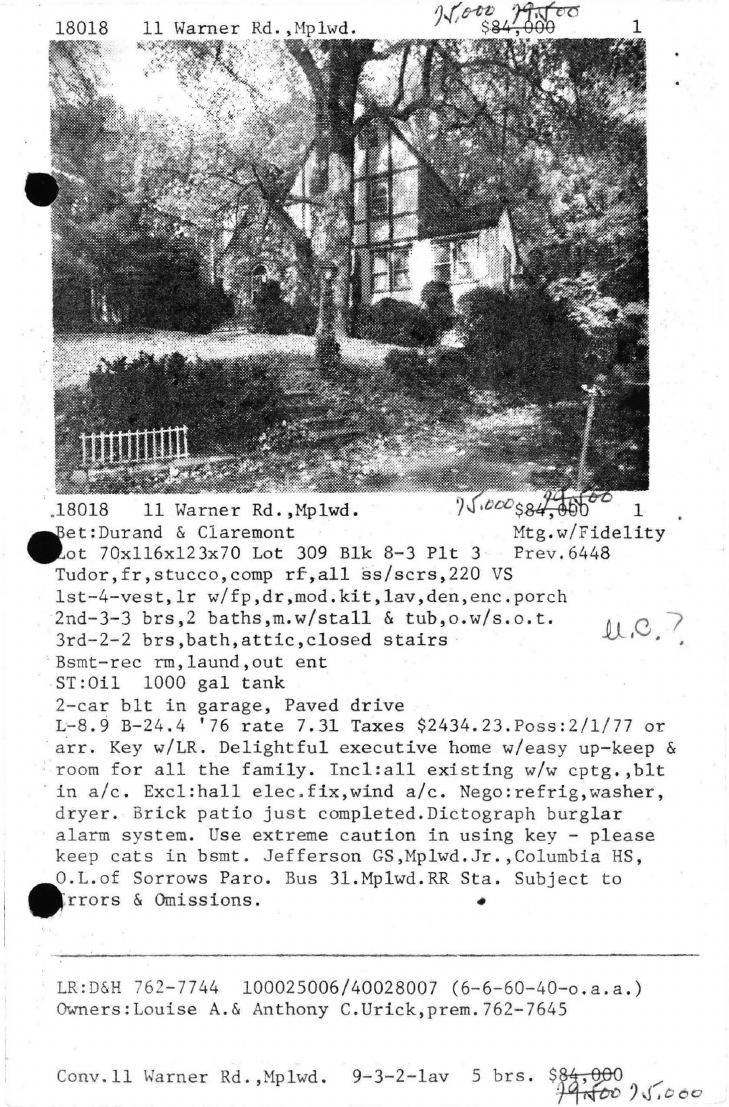 75,000 79,500
18018 11 Warner Rd.,Mplwd. $84,000 1
75,000 79,500
18018 11 Warner Rd.,Mplwd. $84,000 1
Bet:Durand & Claremont Mtg.w/Fidelity
Lot 70x116x123x70 Lot 309 Blk 8-3 Plt 3 Prev.6448
Tudor,fr,stucco,comp rf,all ss/scrs,220 VS
1st-4-vest,lr w/fp,dr,mod.kit,lav,den,enc.porch
2nd-3-3 brs,2 baths,m.w/stall & tub,o.w/s.o.t.
U.C.?
3rd-2-2 brs,bath,attic,closed stairs
Bsmt-rec rm,laund,out ent
ST:Oil 1000 gal tank
2-car blt in garage, Paved drive
L-8.9 B-24.4 '76 rate 7.31 Taxes $2434.23.Poss:2/1/77 or
arr. Key w/LR. Delightful executive home w/easy up-keep &
room for all the family. Incl:all existing w/w cptg.,blt
in a/c. Excl:hall elec.fix,wind a/c. Nego:refrig,washer,
dryer. Brick patio just completed.Dictograph burglar
alarm system. Use extreme caution in using key - please
keep cats in bsmt. Jefferson GS,Mplwd.Jr.,Columbia HS,
O.L.of Sorrows Paro. Bus 31.Mplwd.RR Sta. Subject to
Errors & Omissions.
LR:D&H 762-7744 100025006/40028007 (6-6-60-40-o.a.a.)
Owners:Louise A.& Anthony C.Urick,prem.762-7645
Conv.11 Warner Rd.,Mplwd. 9-3-2-1av 5 brs. $84,000
79,500 75,000